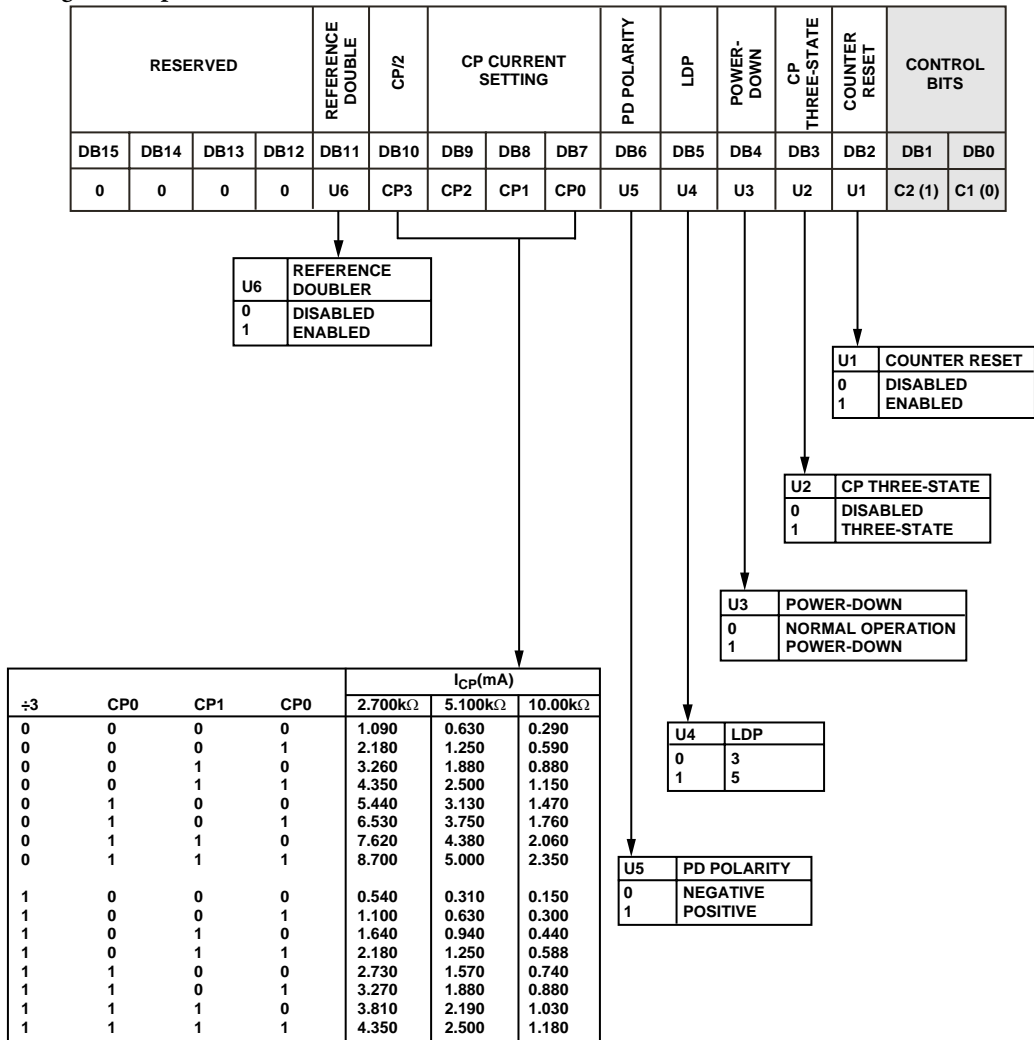 RESERVED
REFERENCE DOUBLE
CP/2
CP CURRENT SETTING
PD POLARITY
LDP
POWER-DOWN
CP THREE-STATE
COUNTER RESET
CONTROL BITS
DB15 DB14 DB13 DB12 DB11 DB10 DB9 DB8 DB7 DB6 DB5 DB4 DB3 DB2 DB1 DB0
0 0 0 0 U6 CP3 CP2 CP1 CP0 U5 U4 U3 U2 U1 C2 (1) C1 (0)
U6 REFERENCE DOUBLER
0 DISABLED
1 ENABLED
U1 COUNTER RESET
0 DISABLED
1 ENABLED
U2 CP THREE-STATE
0 DISABLED
1 THREE-STATE
U3 POWER-DOWN
0 NORMAL OPERATION
1 POWER-DOWN
U4 LDP
0 3
1 5
U5 PD POLARITY
0 NEGATIVE
1 POSITIVE
ICP(mA)
÷3 CP0 CP1 CP0 2.700kΩ 5.100kΩ 10.00kΩ
0 0 0 0 1.090 0.630 0.290
0 0 0 1 2.180 1.250 0.590
0 0 1 0 3.260 1.880 0.880
0 0 1 1 4.350 2.500 1.150
0 1 0 0 5.440 3.130 1.470
0 1 0 1 6.530 3.750 1.760
0 1 1 0 7.620 4.380 2.060
0 1 1 1 8.700 5.000 2.350
1 0 0 0 0.540 0.310 0.150
1 0 0 1 1.100 0.630 0.300
1 0 1 0 1.640 0.940 0.440
1 0 1 1 2.180 1.250 0.588
1 1 0 0 2.730 1.570 0.740
1 1 0 1 3.270 1.880 0.880
1 1 1 0 3.810 2.190 1.030
1 1 1 1 4.350 2.500 1.180